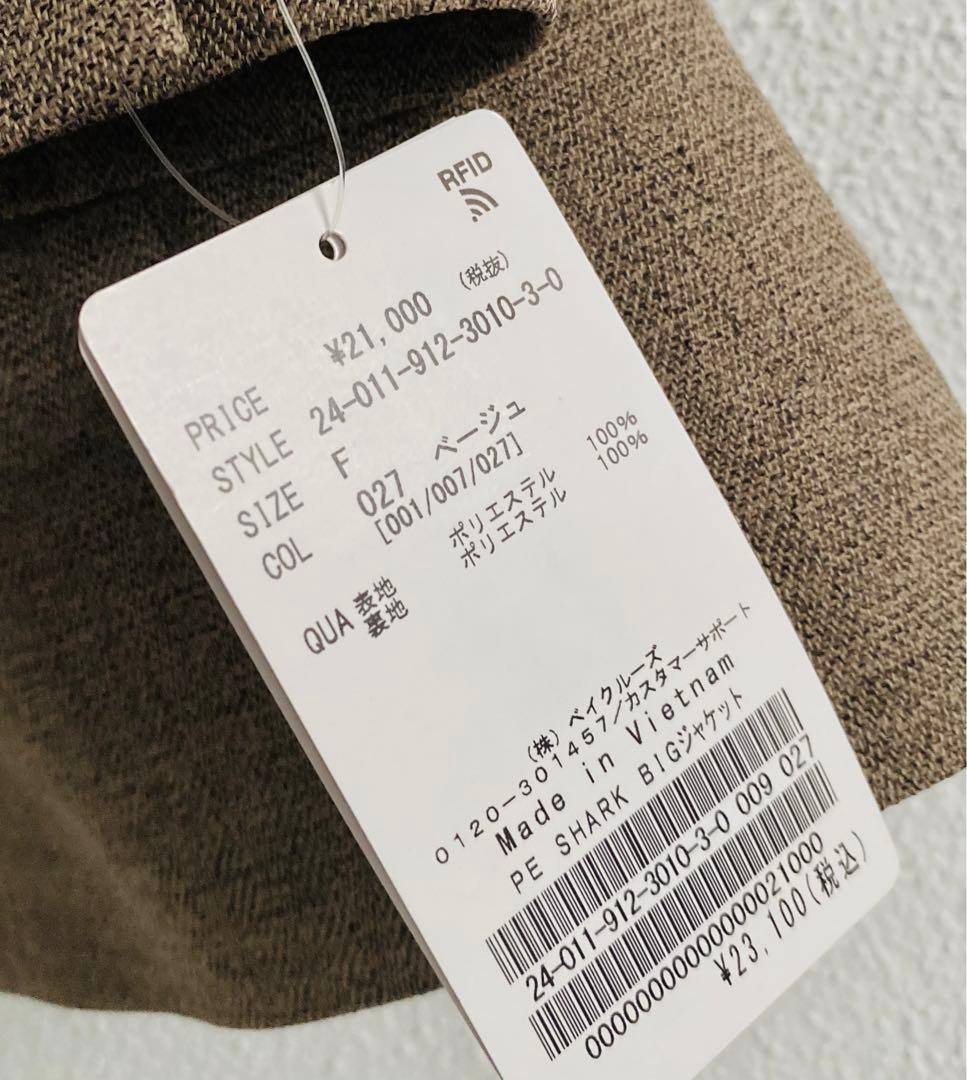 RFID
PRICE ¥21,000 (税抜)
STYLE 24-011-912-3010-3-0
SIZE F
COL 027 ベージュ
[001/007/027]
QUA 表地 ポリエステル 100%
裏地 ポリエステル 100%
(株) ベイクルーズ
0120-301457/カスタマーサポート
Made in Vietnam
PE SHARK BIGジャケット
24-011-912-3010-3-0 009 027
000000000000000021000
¥23,100(税込)